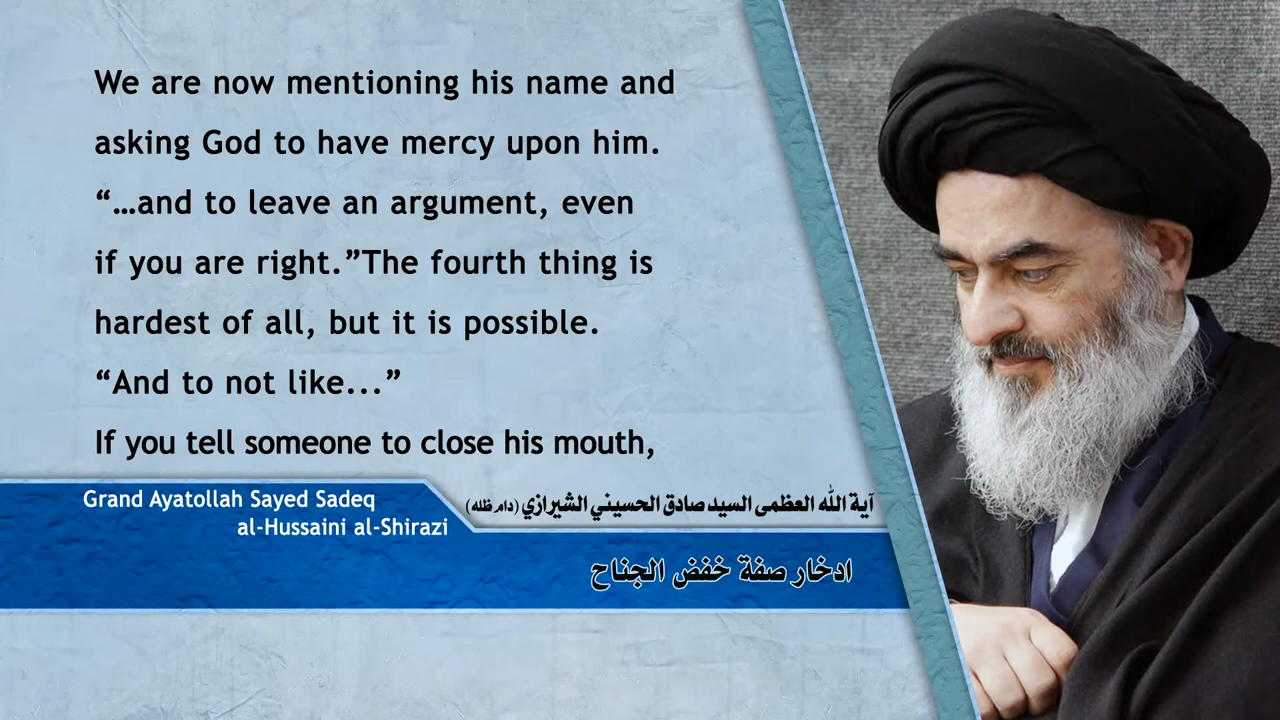 We are now mentioning his name and
asking God to have mercy upon him.
“…and to leave an argument, even
if you are right.”The fourth thing is
hardest of all, but it is possible.
“And to not like...”
If you tell someone to close his mouth,
Grand Ayatollah Sayed Sadeq
al-Hussaini al-Shirazi
آية الله العظمى السيد صادق الحسيني الشيرازي (دام ظله)
ادخار صفة خفض الجناح